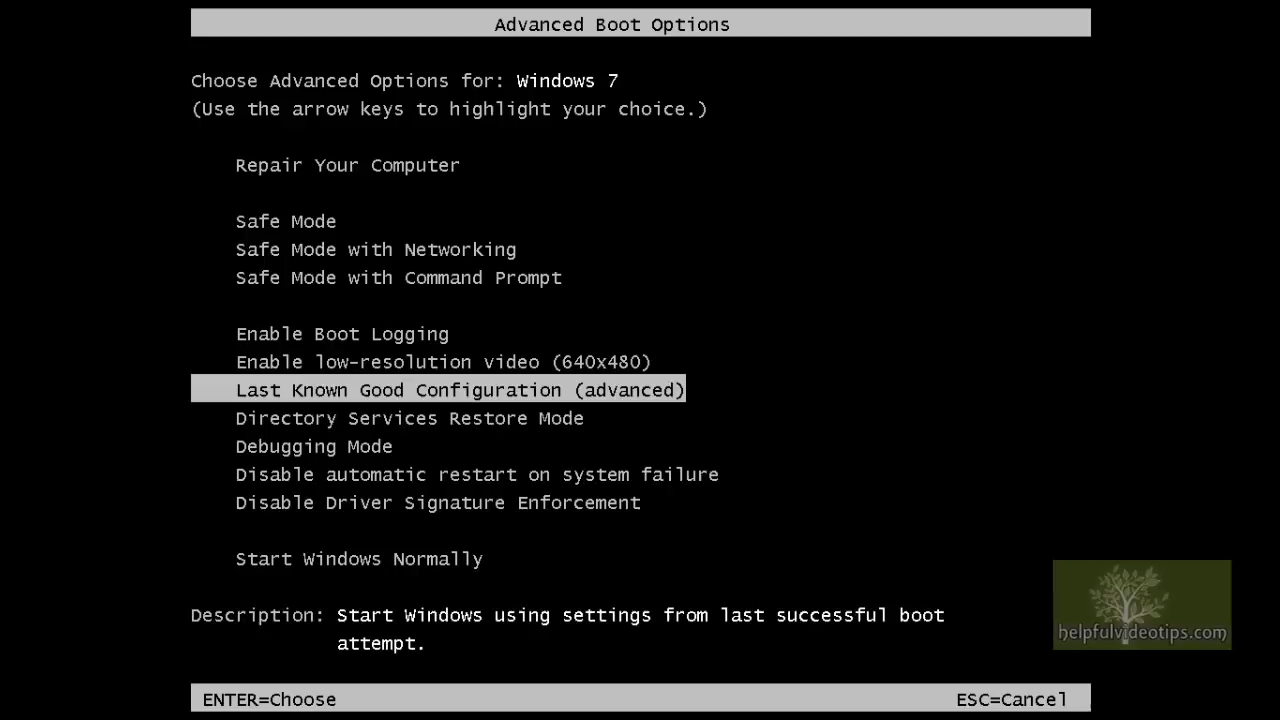 Advanced Boot Options
Choose Advanced Options for: Windows 7
(Use the arrow keys to highlight your choice.)
Repair Your Computer
Safe Mode
Safe Mode with Networking
Safe Mode with Command Prompt
Enable Boot Logging
Enable low-resolution video (640x480)
Last Known Good Configuration (advanced)
Directory Services Restore Mode
Debugging Mode
Disable automatic restart on system failure
Disable Driver Signature Enforcement
Start Windows Normally
Description: Start Windows using settings from last successful boot
attempt.
helpfulvideotips.com
ENTER=Choose ESC=Cancel